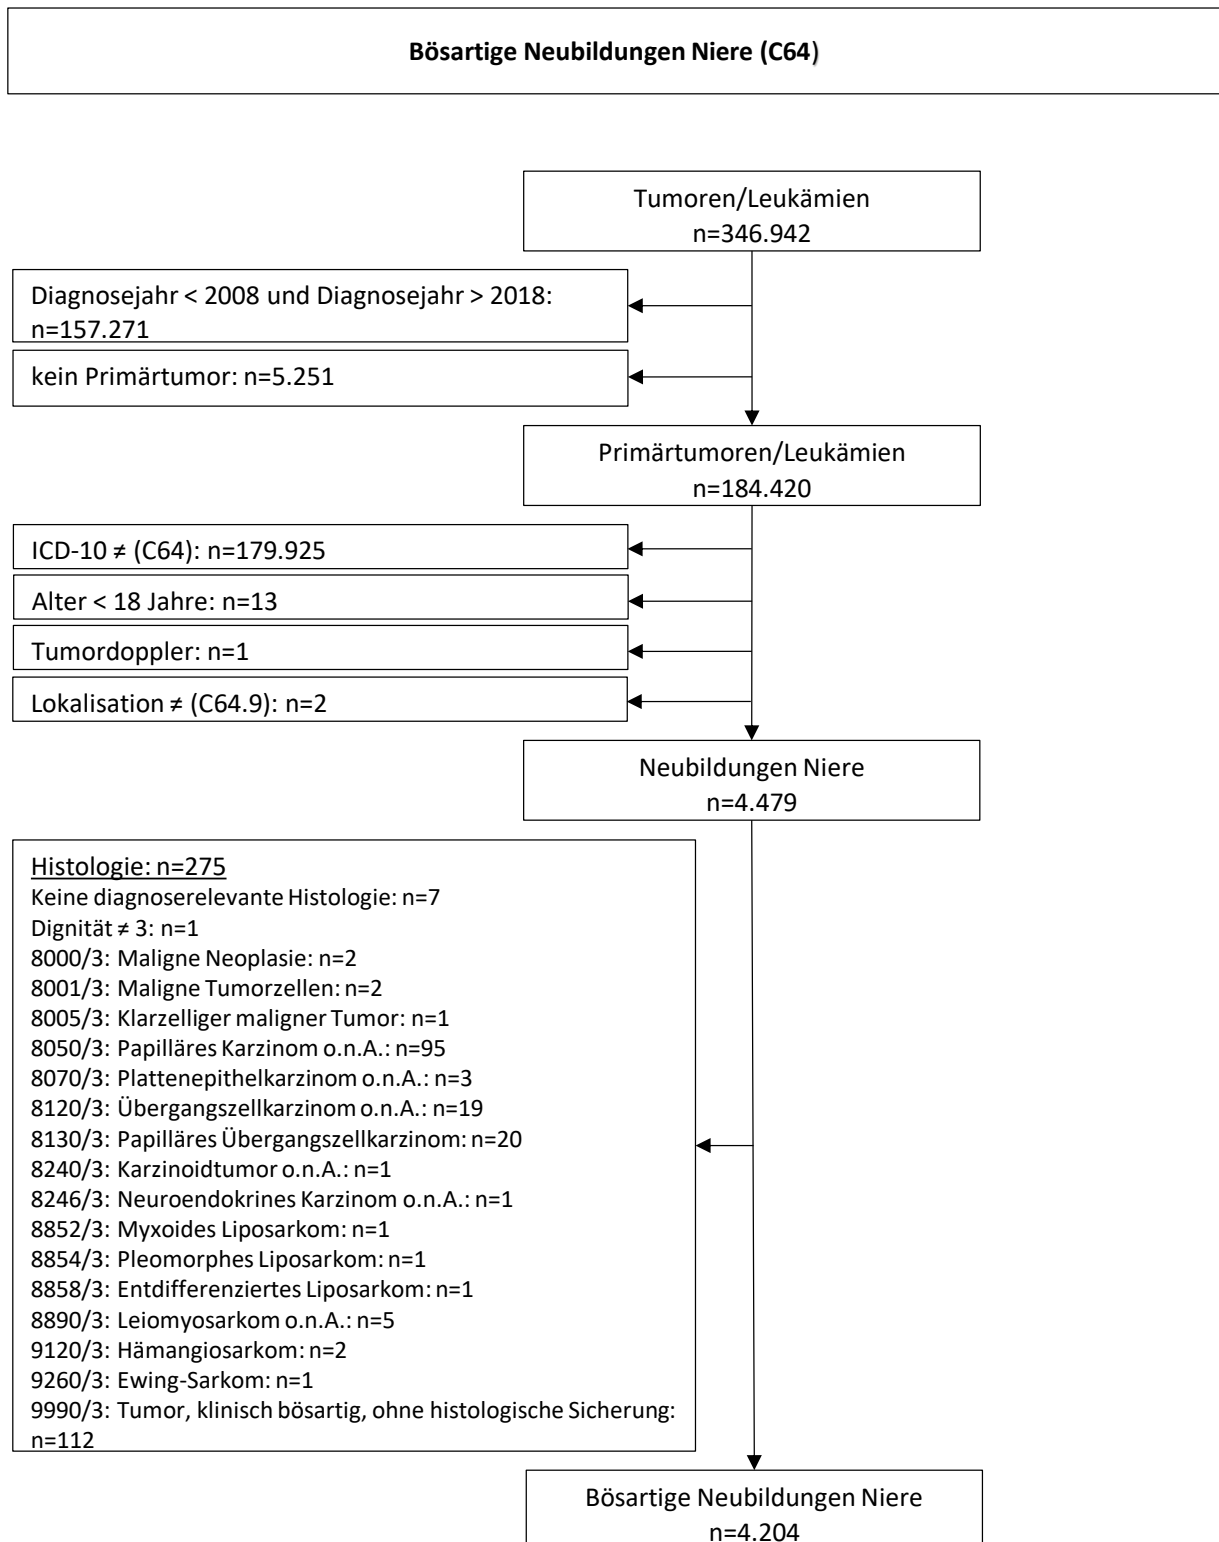 Bösartige Neubildungen Niere (C64)
Tumoren/Leukämien
n=346.942
Diagnosejahr < 2008 und Diagnosejahr > 2018:
n=157.271
kein Primärtumor: n=5.251
Primärtumoren/Leukämien
n=184.420
ICD-10 ≠ (C64): n=179.925
Alter < 18 Jahre: n=13
Tumordoppler: n=1
Lokalisation ≠ (C64.9): n=2
Neubildungen Niere
n=4.479
Histologie: n=275
Keine diagnoserelevante Histologie: n=7
Dignität ≠ 3: n=1
8000/3: Maligne Neoplasie: n=2
8001/3: Maligne Tumorzellen: n=2
8005/3: Klarzelliger maligner Tumor: n=1
8050/3: Papilläres Karzinom o.n.A.: n=95
8070/3: Plattenepithelkarzinom o.n.A.: n=3
8120/3: Übergangszellkarzinom o.n.A.: n=19
8130/3: Papilläres Übergangszellkarzinom: n=20
8240/3: Karzinoidtumor o.n.A.: n=1
8246/3: Neuroendokrines Karzinom o.n.A.: n=1
8852/3: Myxoides Liposarkom: n=1
8854/3: Pleomorphes Liposarkom: n=1
8858/3: Entdifferenziertes Liposarkom: n=1
8890/3: Leiomyosarkom o.n.A.: n=5
9120/3: Hämangiosarkom: n=2
9260/3: Ewing-Sarkom: n=1
9990/3: Tumor, klinisch bösartig, ohne histologische Sicherung:
n=112
Bösartige Neubildungen Niere
n=4.204